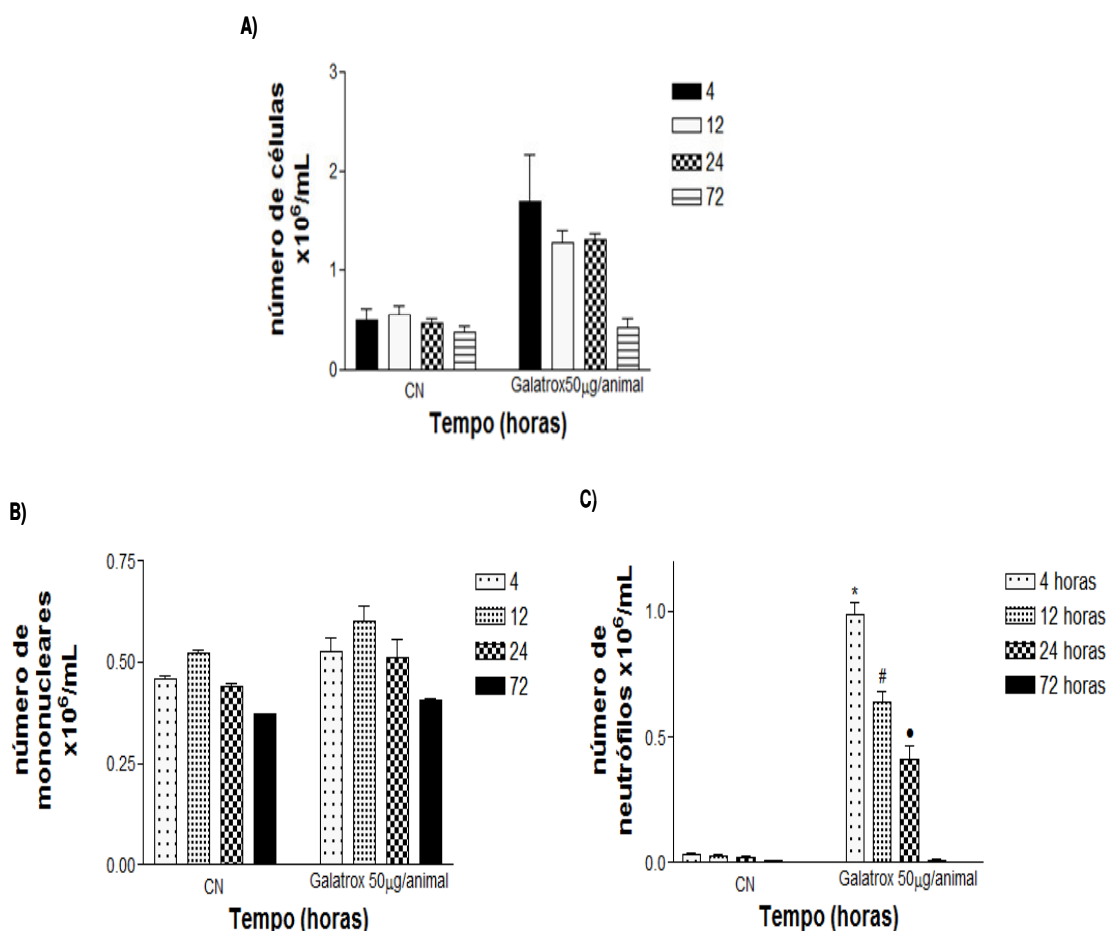 A)
número de células
x10⁶/mL
3
2
1
0
4
12
24
72
CN
Galatrox50µg/animal
Tempo (horas)
B)
número de
mononucleares
x10⁶/mL
0.75
0.50
0.25
0.00
4
12
24
72
CN
Galatrox 50µg/animal
Tempo (horas)
C)
número de
neutrófilos x10⁶/mL
1.0
0.5
0.0
*
#
●
4 horas
12 horas
24 horas
72 horas
CN
Galatrox 50µg/animal
Tempo (horas)